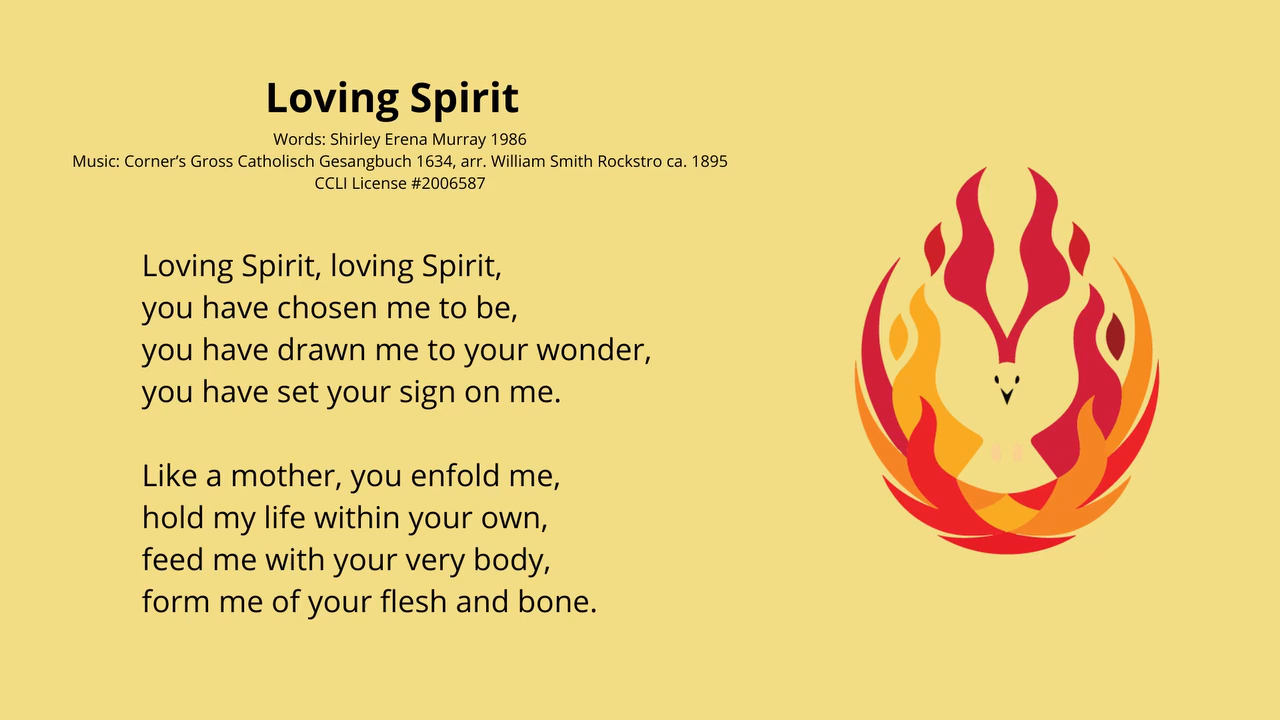 Loving Spirit
Words: Shirley Erena Murray 1986
Music: Corner’s Gross Catholisch Gesangbuch 1634, arr. William Smith Rockstro ca. 1895
CCLI License #2006587
Loving Spirit, loving Spirit,
you have chosen me to be,
you have drawn me to your wonder,
you have set your sign on me.
Like a mother, you enfold me,
hold my life within your own,
feed me with your very body,
form me of your flesh and bone.